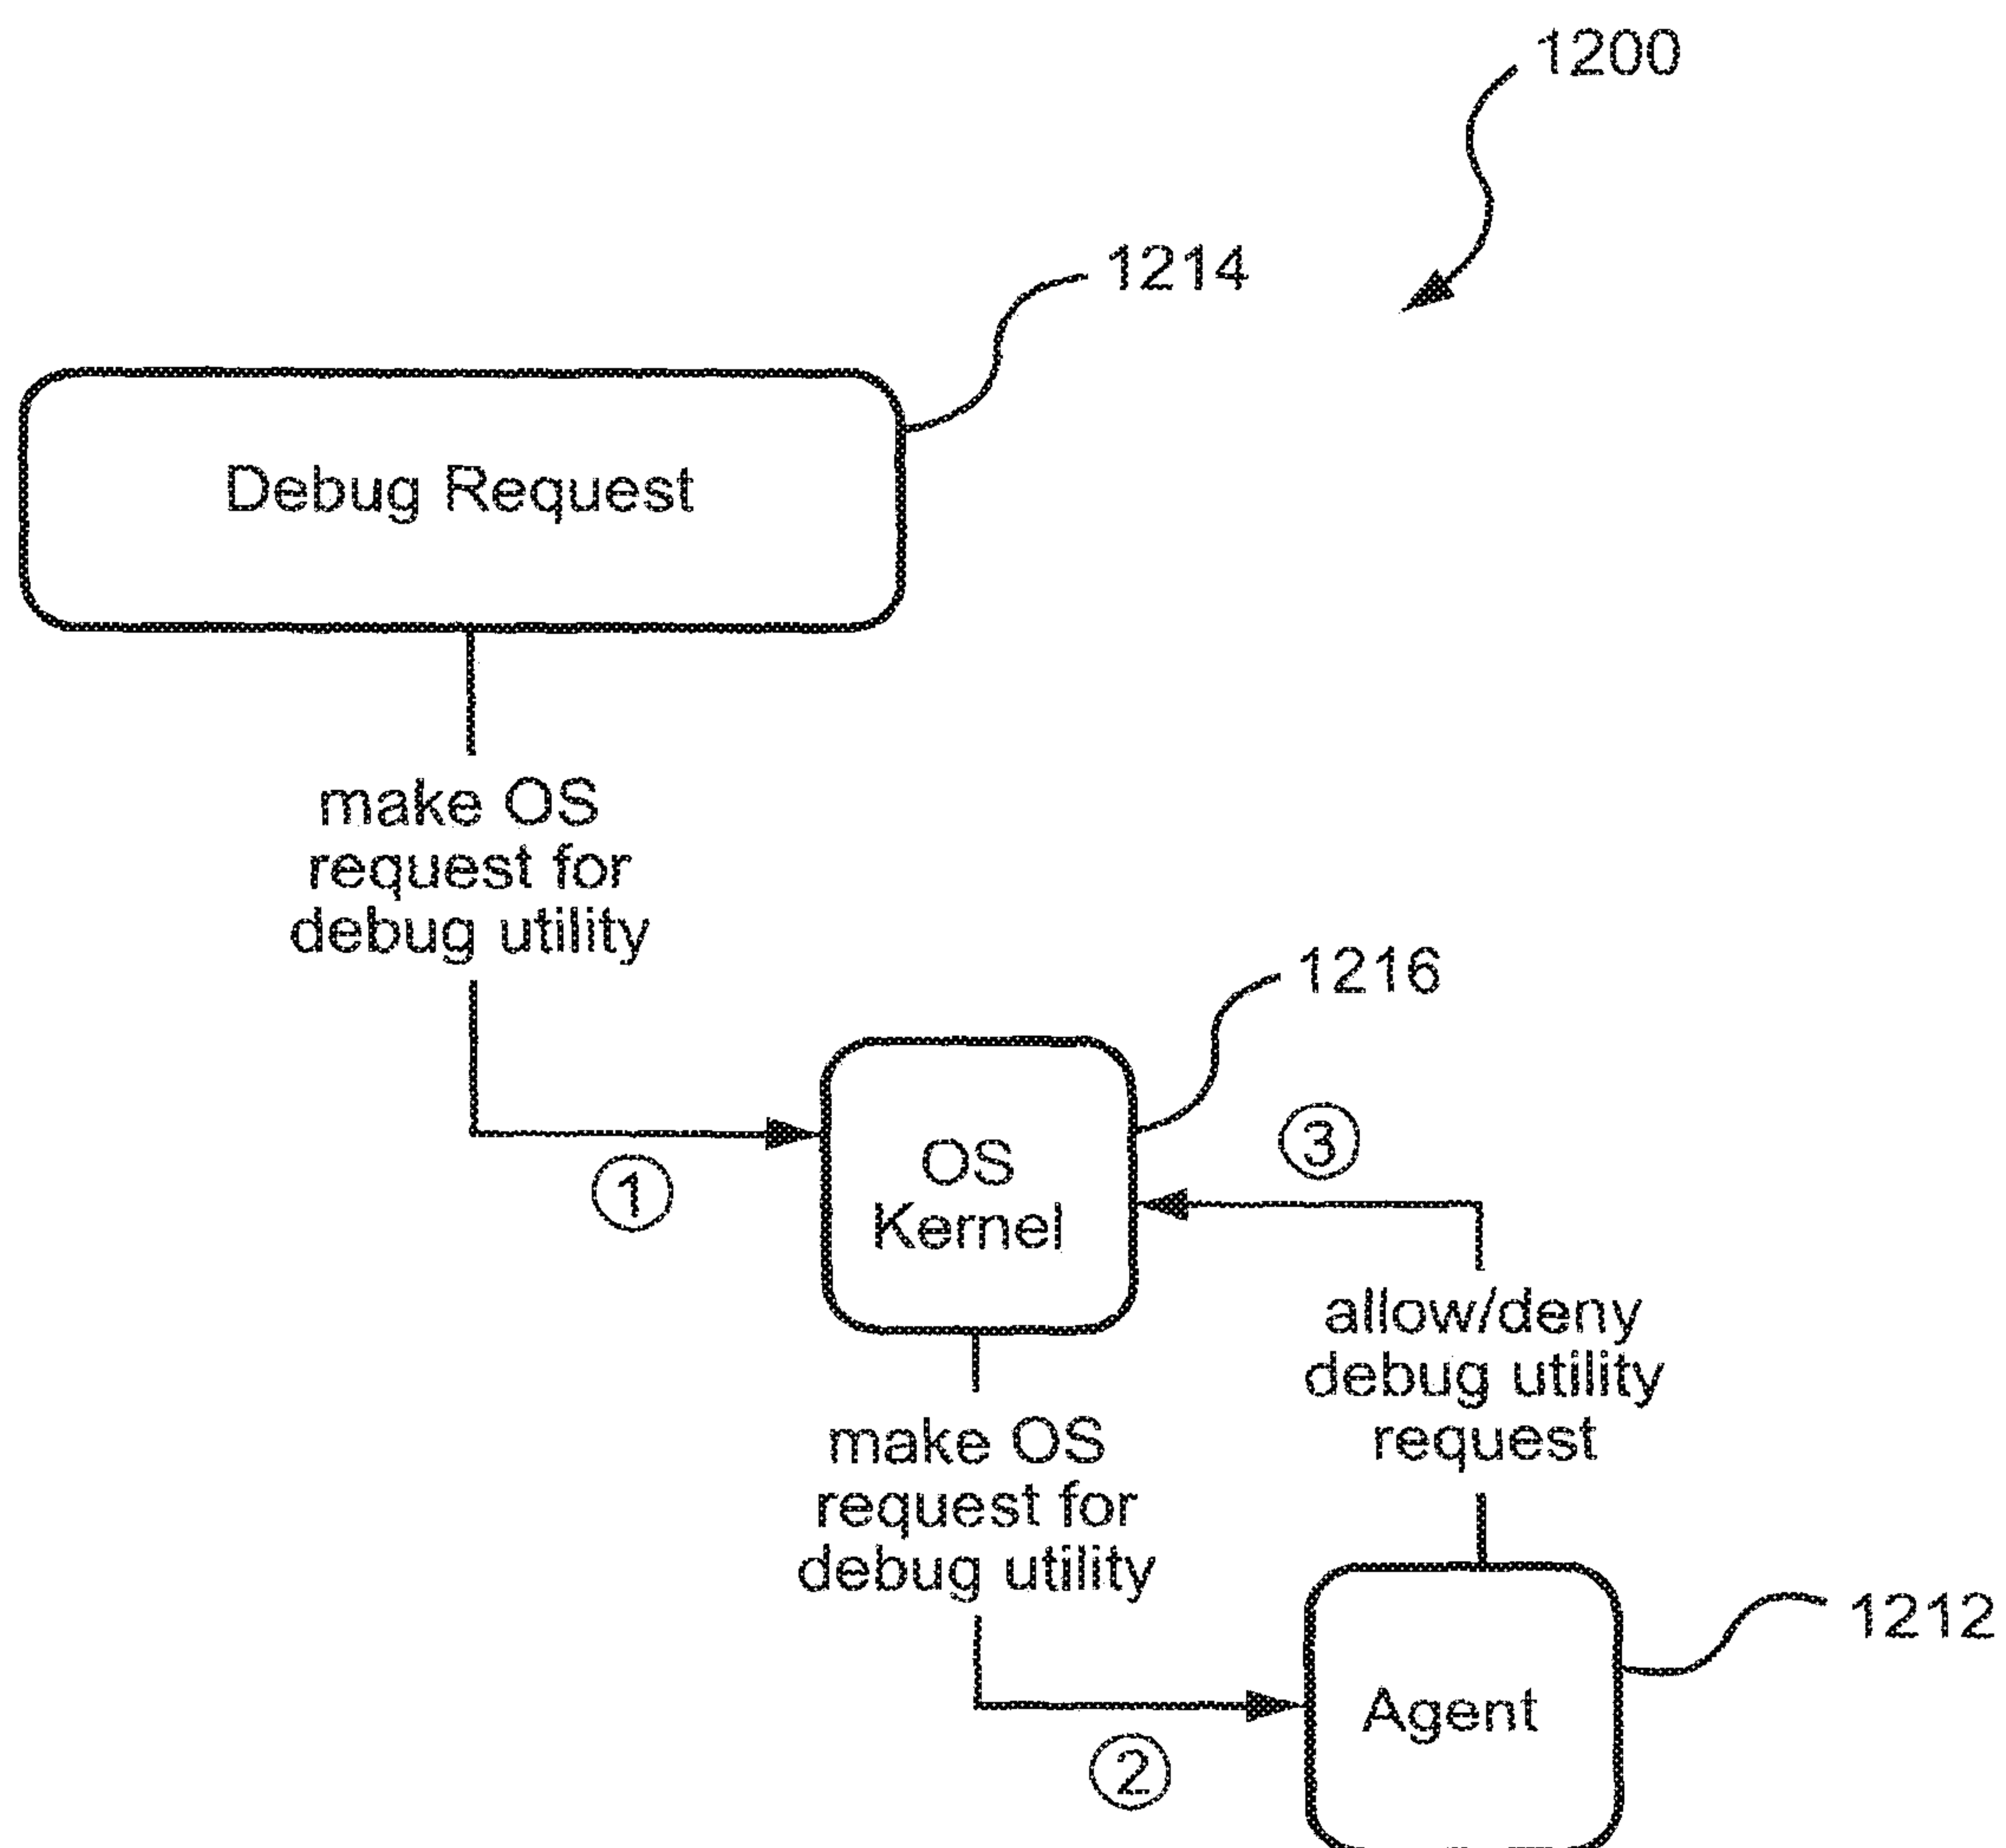 1200
1214
Debug Request
make OS
request for
debug utility
1216
OS
Kernel
1
3
allow/deny
debug utility
request
make OS
request for
debug utility
1212
Agent
2